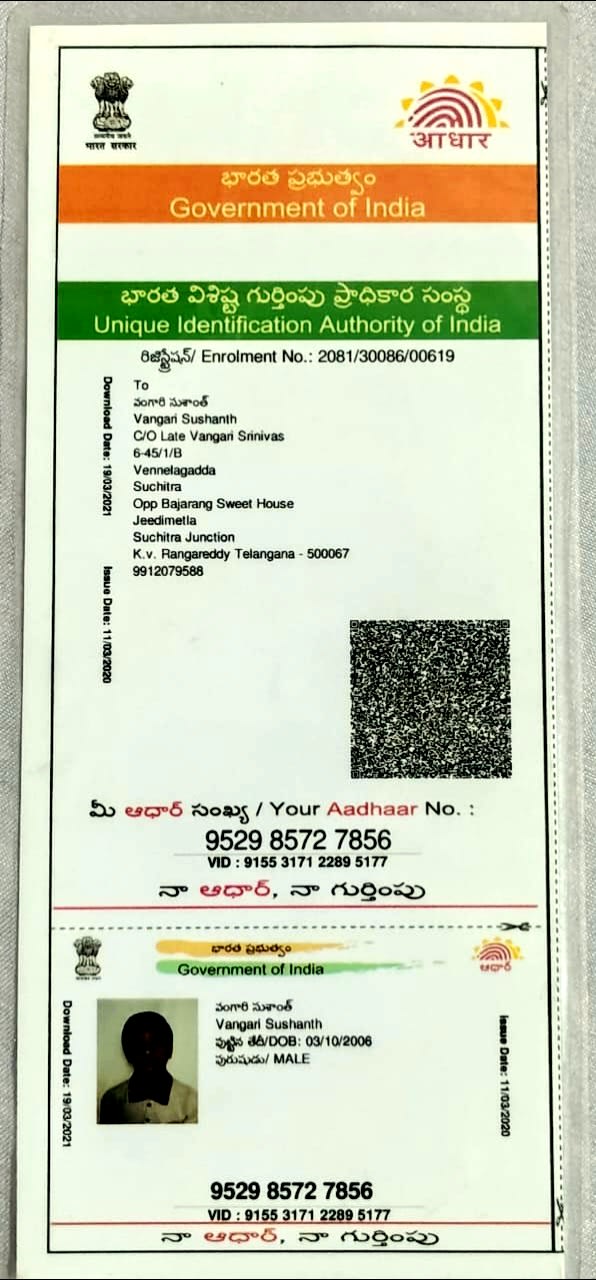 भारत सरकार
आधार
భారత ప్రభుత్వం
Government of India
భారత విశిష్ట గుర్తింపు ప్రాధికార సంస్థ
Unique Identification Authority of India
రిజిస్ట్రేషన్/ Enrolment No.: 2081/30086/00619
To
వంగారి సుశాంత్
Vangari Sushanth
C/O Late Vangari Srinivas
6-45/1/B
Vennelagadda
Suchitra
Opp Bajarang Sweet House
Jeedimetla
Suchitra Junction
K.v. Rangareddy Telangana - 500067
9912079588
Download Date: 19/03/2021
Issue Date: 11/03/2020
మీ ఆధార్ సంఖ్య / Your Aadhaar No. :
9529 8572 7856
VID : 9155 3171 2289 5177
నా ఆధార్, నా గుర్తింపు
భారత ప్రభుత్వం
Government of India
ఆధార్
Download Date: 19/03/2021
వంగారి సుశాంత్
Vangari Sushanth
పుట్టిన తేదీ/DOB: 03/10/2006
పురుషుడు/ MALE
Issue Date: 11/03/2020
9529 8572 7856
VID : 9155 3171 2289 5177
నా ఆధార్, నా గుర్తింపు